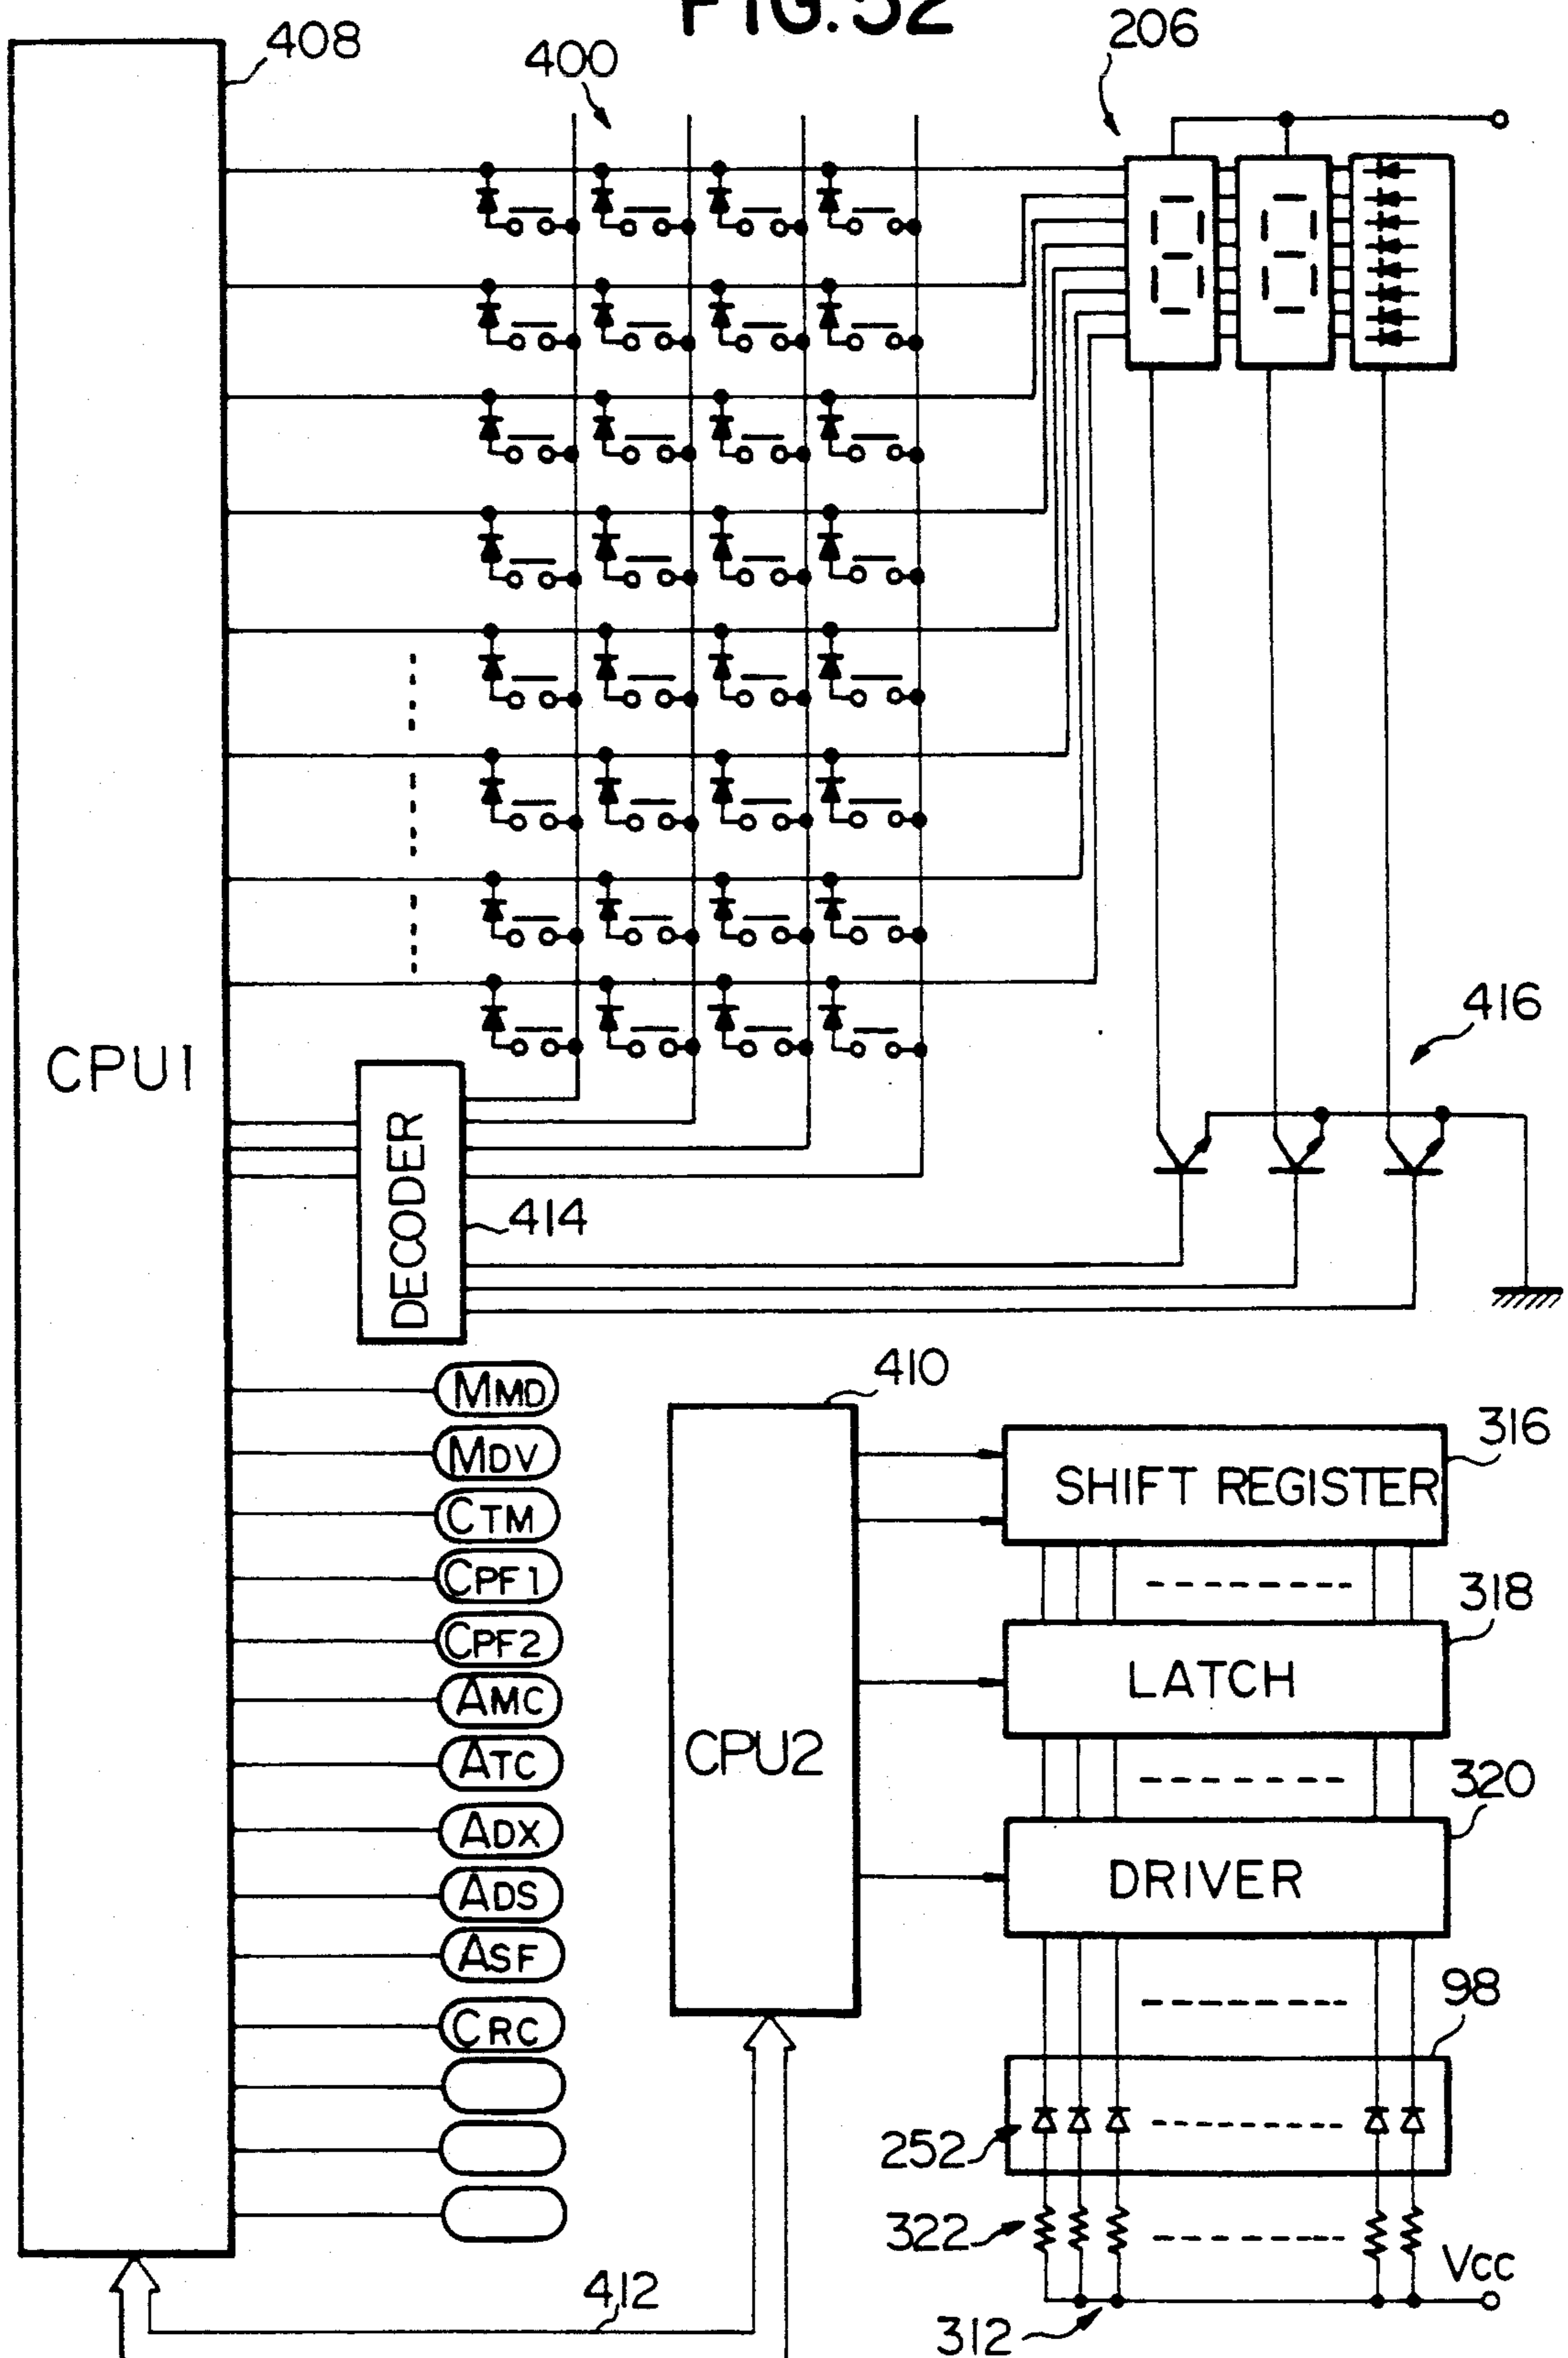 FIG. 52
408
400
206
CPU1
416
DECODER
414
MMD
MDV
CTM
CPF1
CPF2
AMC
ATC
ADX
ADS
ASF
CRC
410
CPU2
316
SHIFT REGISTER
318
LATCH
320
DRIVER
98
252
322
Vcc
312
412